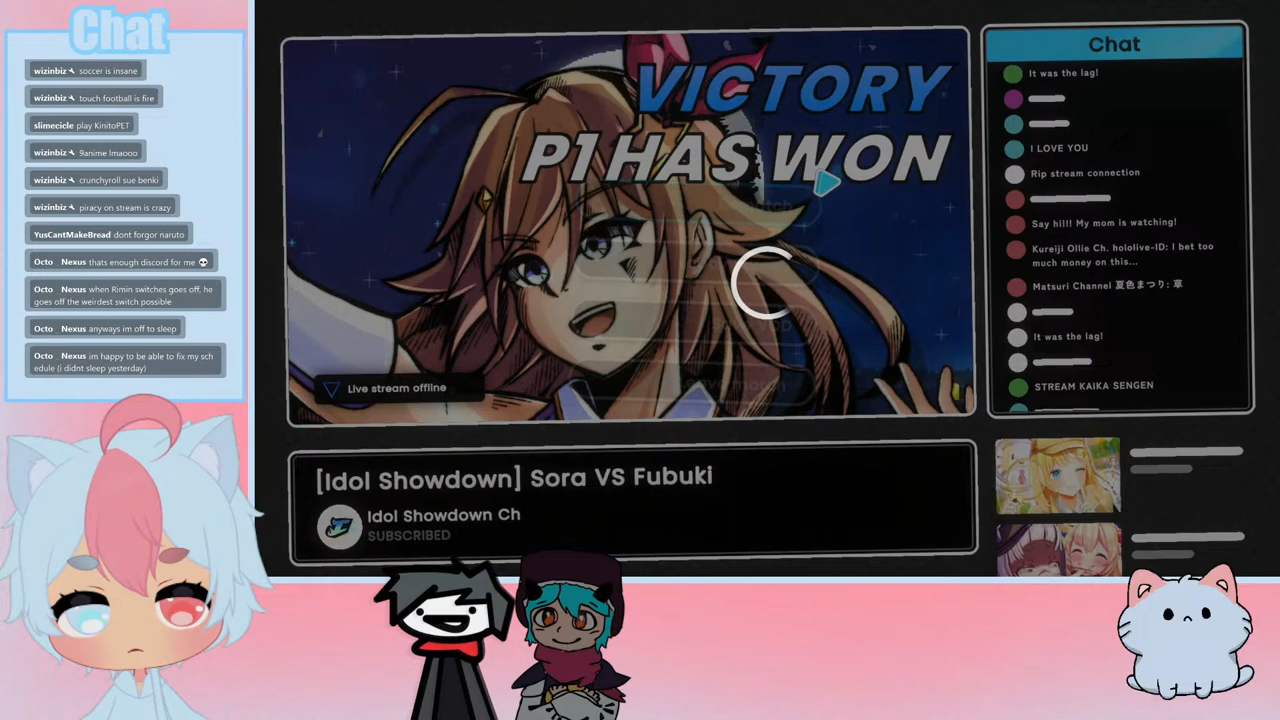 Chat
wizinbiz soccer is insane
wizinbiz touch football is fire
slimecicle play KinitoPET
wizinbiz 9anime lmaooo
wizinbiz crunchyroll sue benki
wizinbiz piracy on stream is crazy
YusCantMakeBread dont forgor naruto
Octo Nexus thats enough discord for me 💀
Octo Nexus when Rimin switches goes off, he
goes off the weirdest switch possible
Octo Nexus anyways im off to sleep
Octo Nexus im happy to be able to fix my sch
edule (i didnt sleep yesterday)
VICTORY
P1 HAS WON
VOD
Live stream offline
[Idol Showdown] Sora VS Fubuki
Idol Showdown Ch
SUBSCRIBED
Chat
It was the lag!
I LOVE YOU
Rip stream connection
Say hi!!! My mom is watching!
Kureiji Ollie Ch. hololive-ID: I bet too
much money on this...
Matsuri Channel 夏色まつり: 草
It was the lag!
STREAM KAIKA SENGEN